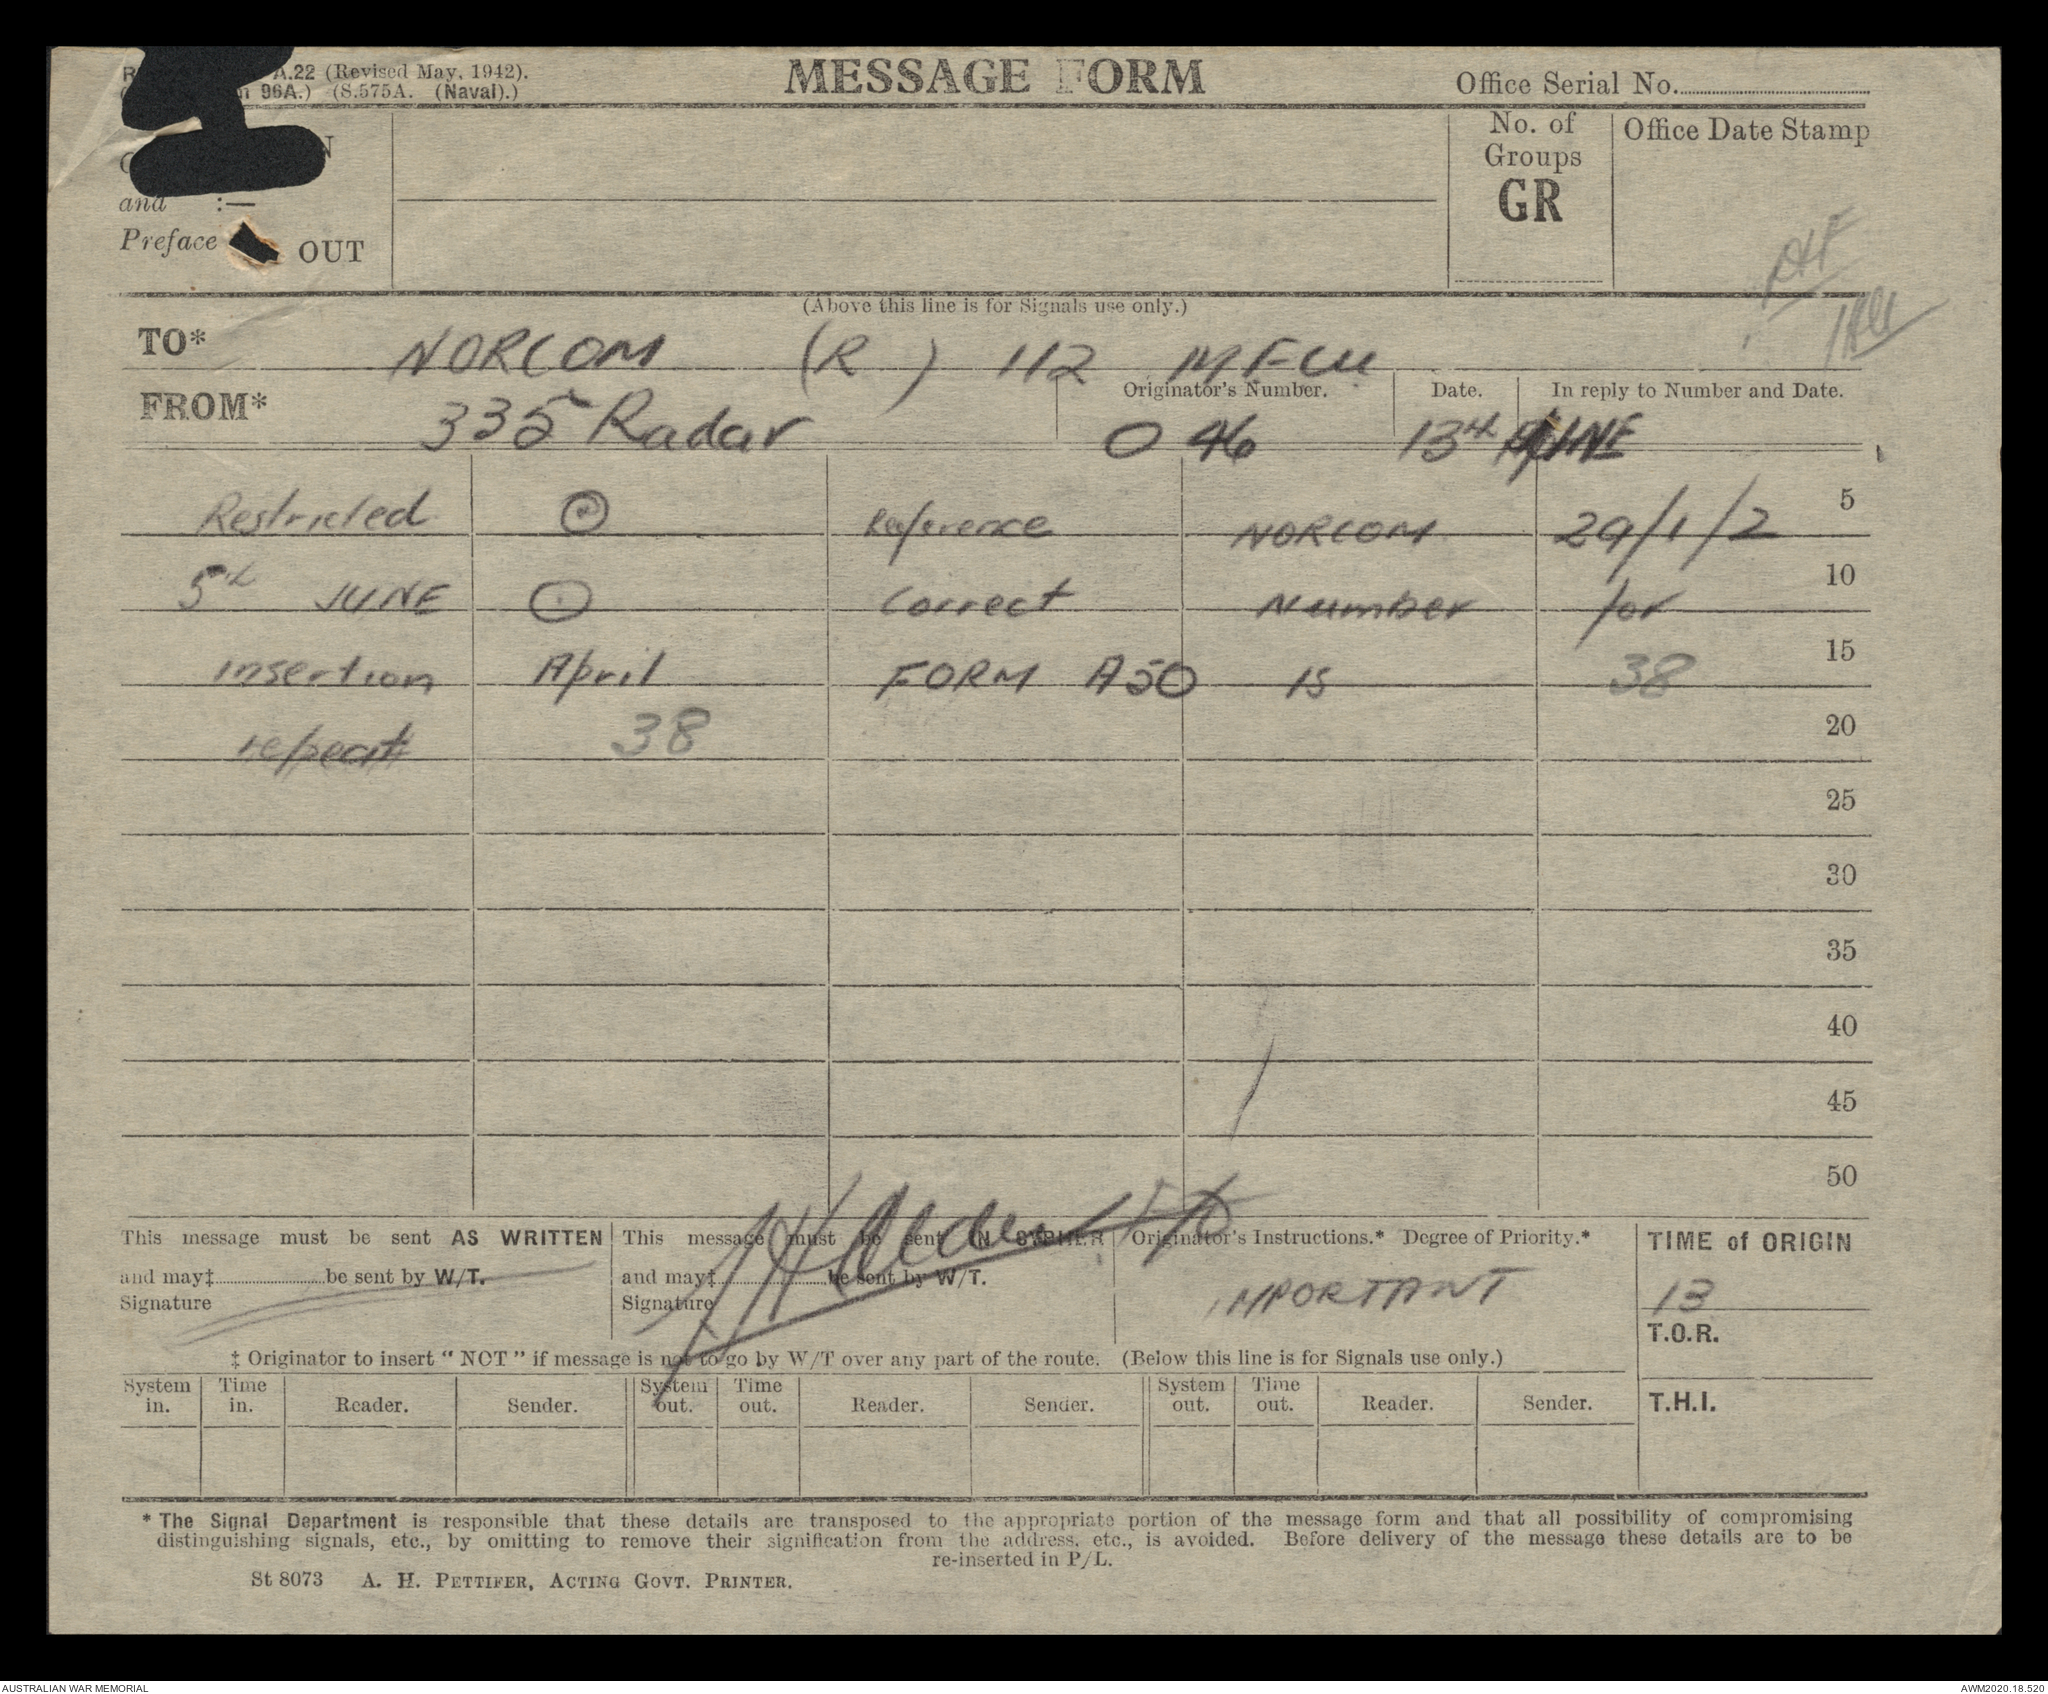 A.22 (Revised May, 1942).
96A.) (S.575A. (Naval).)
MESSAGE FORM
Office Serial No.
No. of
Groups
GR
Office Date Stamp
and :—
Preface OUT
(Above this line is for Signals use only.)
TO* NORCOM (R) 112 MFCU
FROM* 335 Radar
Originator's Number. Date. In reply to Number and Date.
O 46 13th JUNE
Restricted ⊙ Reference NORCOM 29/1/2 5
5th JUNE ⊙ Correct Number for 10
insertion April FORM A50 is 38 15
repeat 38 20
25
30
35
40
45
50
This message must be sent AS WRITTEN
and may‡ be sent by W/T.
Signature
This message must be sent IN CYPHER
and may‡ be sent by W/T.
Signature
Originator's Instructions.* Degree of Priority.*
IMPORTANT
TIME of ORIGIN
13
T.O.R.
T.H.I.
‡ Originator to insert "NOT" if message is not to go by W/T over any part of the route. (Below this line is for Signals use only.)
System in. Time in. Reader. Sender. System out. Time out. Reader. Sender. System out. Time out. Reader. Sender.
* The Signal Department is responsible that these details are transposed to the appropriate portion of the message form and that all possibility of compromising
distinguishing signals, etc., by omitting to remove their signification from the address, etc., is avoided. Before delivery of the message these details are to be
re-inserted in P/L.
St 8073 A. H. PETTIFER, ACTING GOVT. PRINTER.
AUSTRALIAN WAR MEMORIAL
AWM2020.18.520